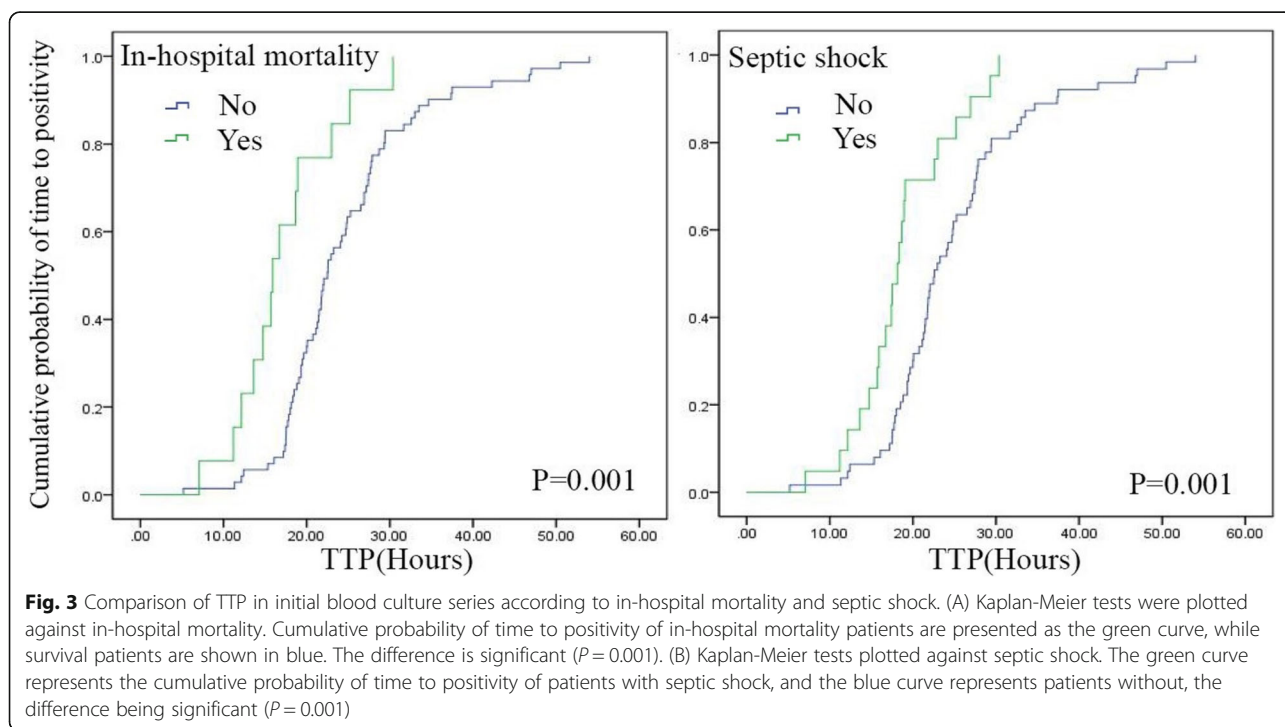 In-hospital mortality
No
Yes
Cumulative probability of time to positivity
1.0
0.8
0.6
0.4
0.2
0.0
P=0.001
.00 10.00 20.00 30.00 40.00 50.00 60.00
TTP(Hours)
Septic shock
No
Yes
1.0
0.8
0.6
0.4
0.2
0.0
P=0.001
.00 10.00 20.00 30.00 40.00 50.00 60.00
TTP(Hours)
Fig. 3 Comparison of TTP in initial blood culture series according to in-hospital mortality and septic shock. (A) Kaplan-Meier tests were plotted
against in-hospital mortality. Cumulative probability of time to positivity of in-hospital mortality patients are presented as the green curve, while
survival patients are shown in blue. The difference is significant (P = 0.001). (B) Kaplan-Meier tests plotted against septic shock. The green curve
represents the cumulative probability of time to positivity of patients with septic shock, and the blue curve represents patients without, the
difference being significant (P = 0.001)